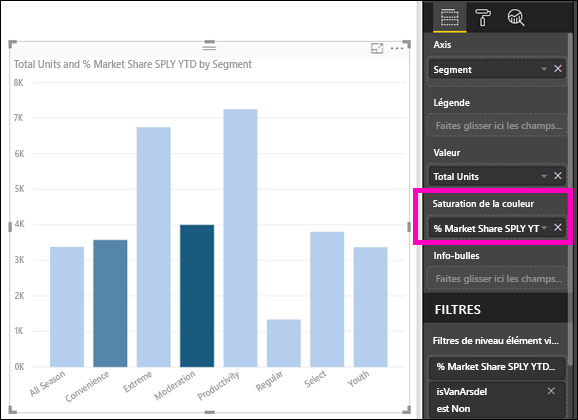 Total Units and % Market Share SPLY YTD by Segment
8K
7K
6K
5K
4K
3K
2K
1K
0K
All Season
Convenience
Extreme
Moderation
Productivity
Regular
Select
Youth
Axis
Segment
Légende
Faites glisser ici les champs...
Valeur
Total Units
Saturation de la couleur
% Market Share SPLY YT
Info-bulles
Faites glisser ici les champs...
FILTRES
Filtres de niveau élément vi...
% Market Share SPLY YTD...
isVanArsdel
est Non